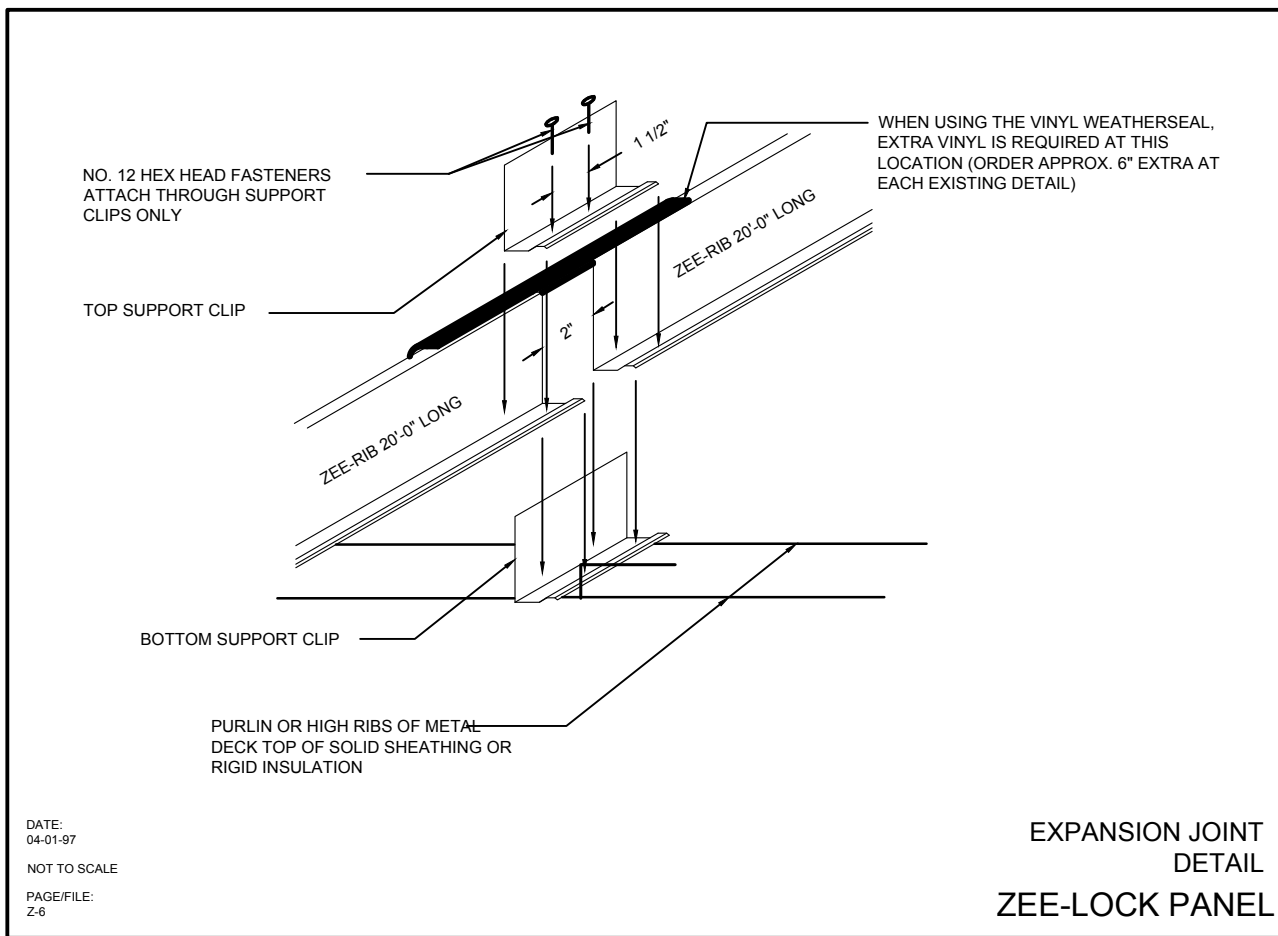 NO. 12 HEX HEAD FASTENERS
ATTACH THROUGH SUPPORT
CLIPS ONLY
1 1/2"
WHEN USING THE VINYL WEATHERSEAL,
EXTRA VINYL IS REQUIRED AT THIS
LOCATION (ORDER APPROX. 6" EXTRA AT
EACH EXISTING DETAIL)
ZEE-RIB 20'-0" LONG
TOP SUPPORT CLIP
2"
ZEE-RIB 20'-0" LONG
BOTTOM SUPPORT CLIP
PURLIN OR HIGH RIBS OF METAL
DECK TOP OF SOLID SHEATHING OR
RIGID INSULATION
DATE:
04-01-97
NOT TO SCALE
PAGE/FILE:
Z-6
EXPANSION JOINT
DETAIL
ZEE-LOCK PANEL